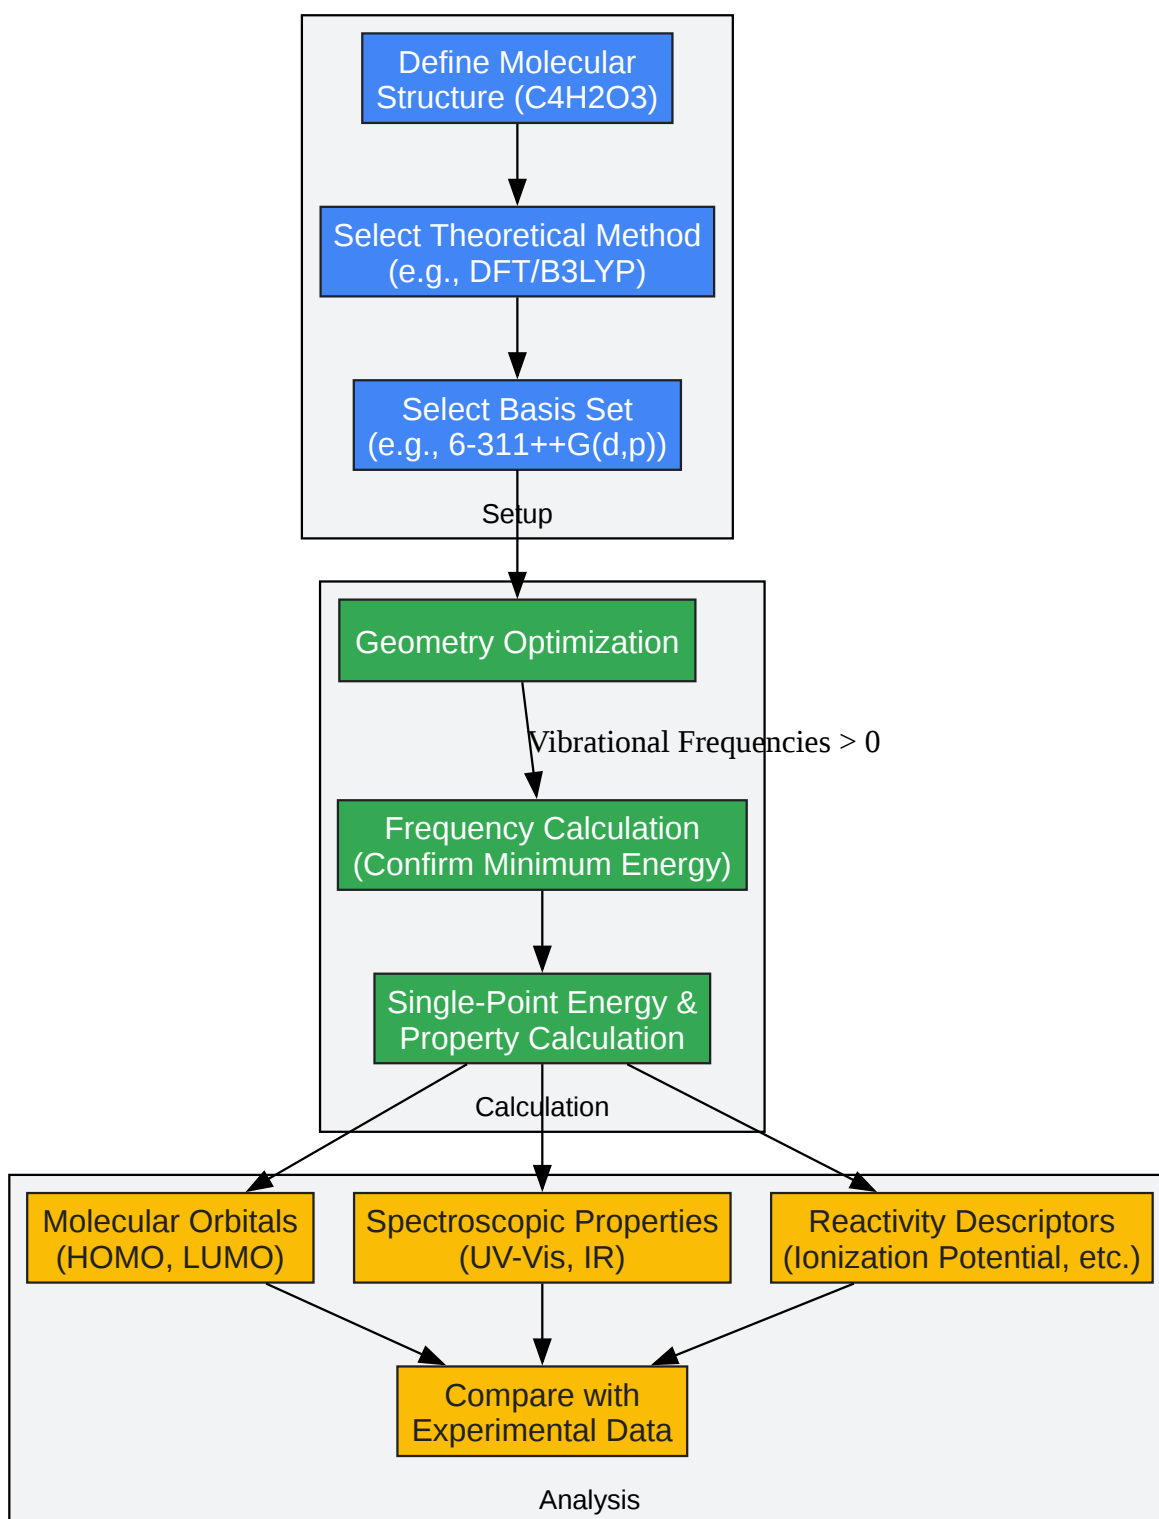 Define Molecular
Structure (C4H2O3)
Select Theoretical Method
(e.g., DFT/B3LYP)
Select Basis Set
(e.g., 6-311++G(d,p))
Setup
Geometry Optimization
Vibrational Frequencies > 0
Frequency Calculation
(Confirm Minimum Energy)
Single-Point Energy &
Property Calculation
Calculation
Molecular Orbitals
(HOMO, LUMO)
Spectroscopic Properties
(UV-Vis, IR)
Reactivity Descriptors
(Ionization Potential, etc.)
Compare with
Experimental Data
Analysis